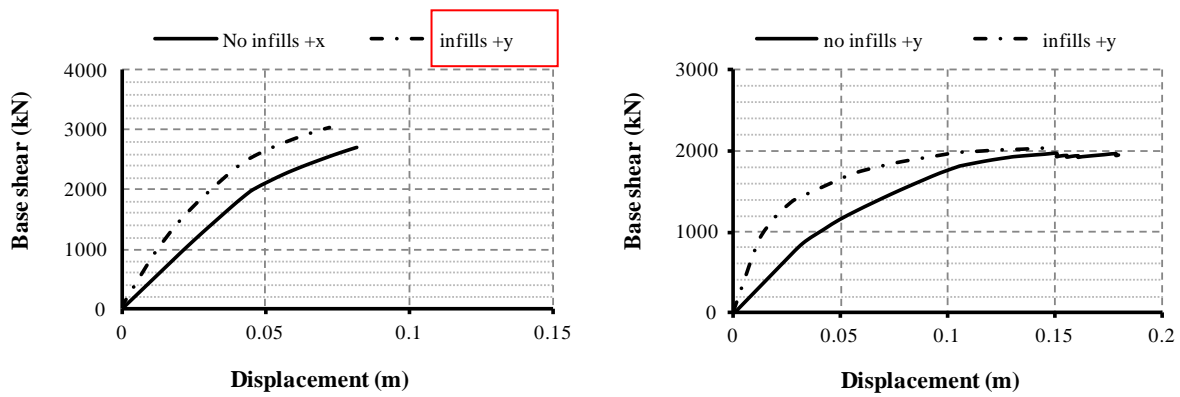 No infills +x infills +y
4000
3000
2000
1000
0
0 0.05 0.1 0.15
Base shear (kN)
Displacement (m)
no infills +y infills +y
3000
2000
1000
0
0 0.05 0.1 0.15 0.2
Base shear (kN)
Displacement (m)